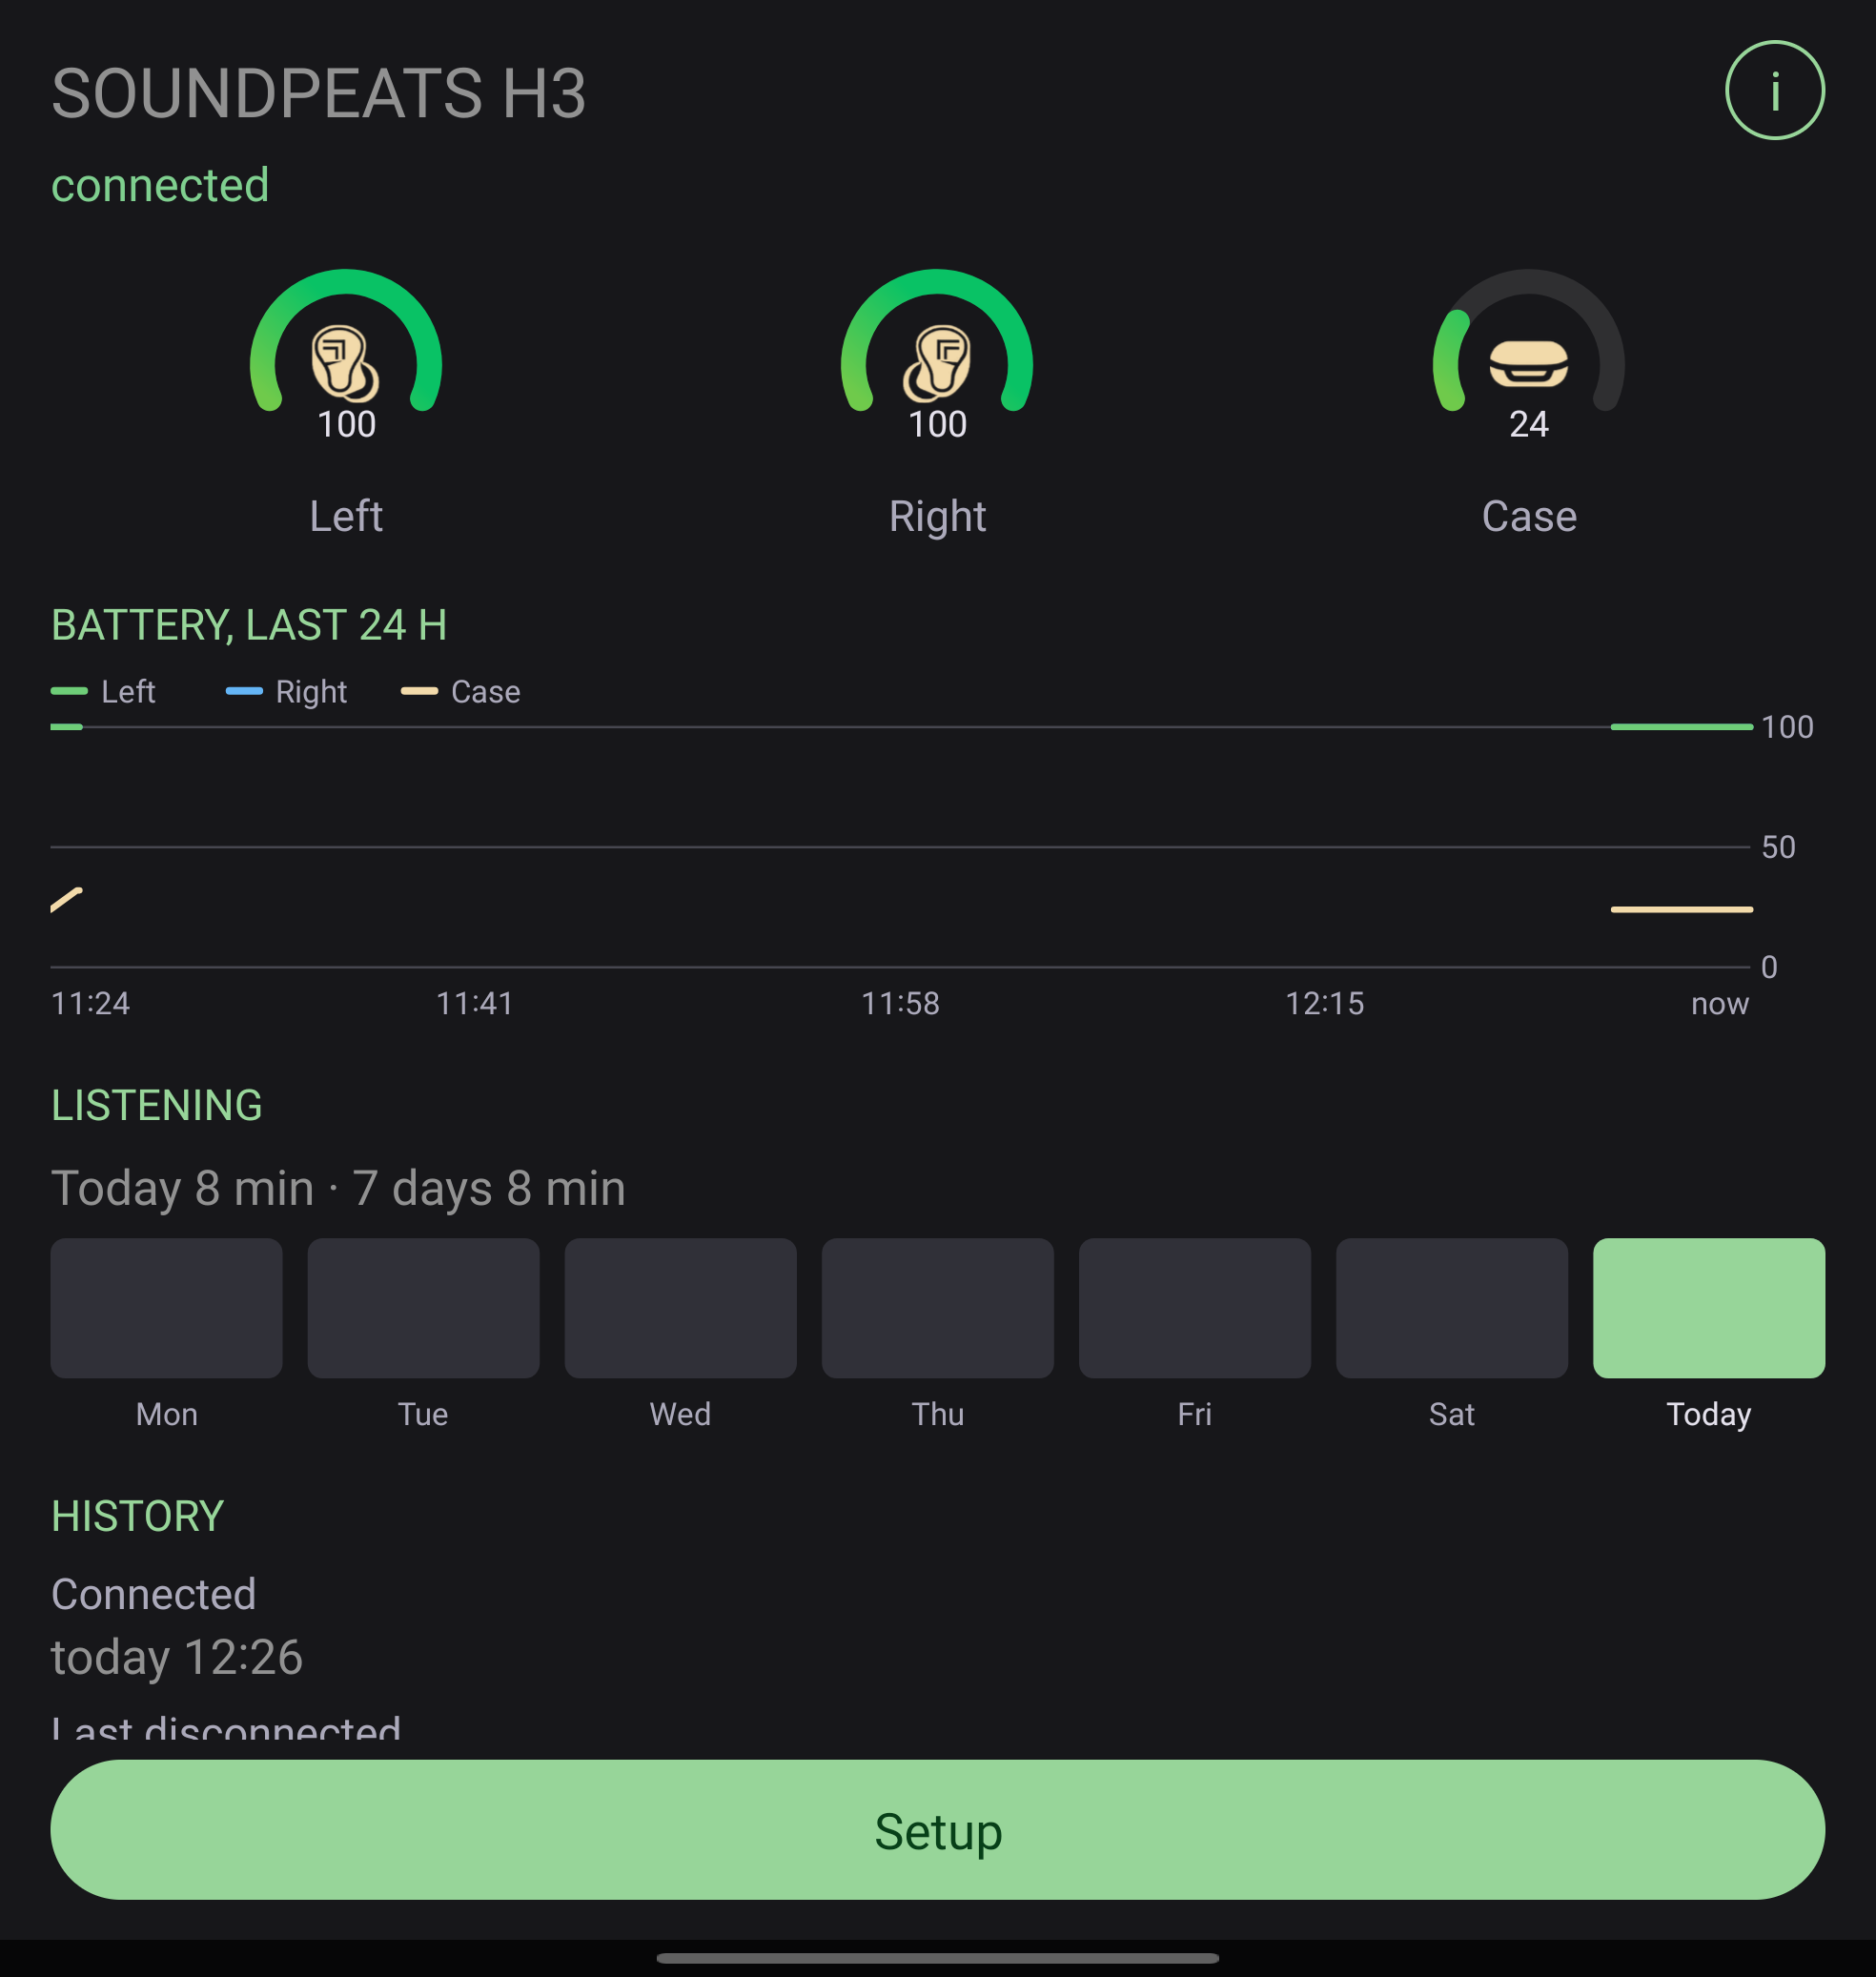 SOUNDPEATS H3
i
connected
100
100
24
Left
Right
Case
BATTERY, LAST 24 H
Left
Right
Case
100
50
0
11:24
11:41
11:58
12:15
now
LISTENING
Today 8 min · 7 days 8 min
Mon
Tue
Wed
Thu
Fri
Sat
Today
HISTORY
Connected
today 12:26
Last disconnected
Setup